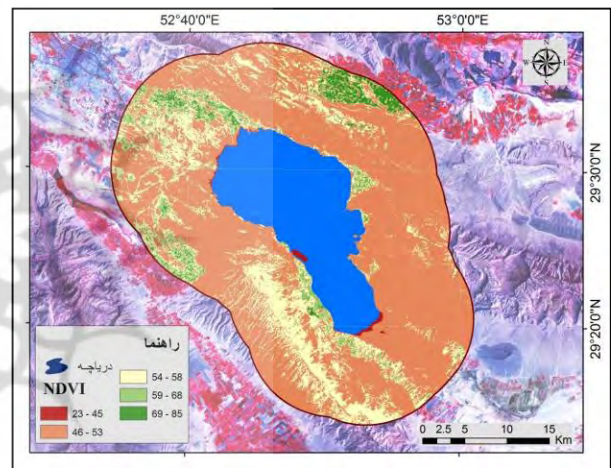 52°40'0"E
53°0'0"E
N
W
E
S
29°30'0"N
29°20'0"N
راهنما
دریاچه
NDVI
54 - 58
59 - 68
69 - 85
23 - 45
46 - 53
0 2.5 5 10 15
Km